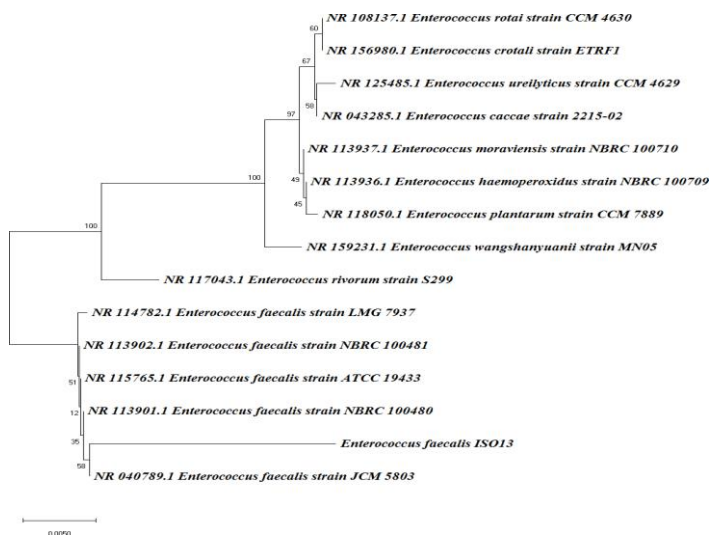 NR 108137.1 Enterococcus rotai strain CCM 4630
60
NR 156980.1 Enterococcus crotali strain ETRF1
67
NR 125485.1 Enterococcus ureilyticus strain CCM 4629
58
97
NR 043285.1 Enterococcus caccae strain 2215-02
NR 113937.1 Enterococcus moraviensis strain NBRC 100710
100
49
NR 113936.1 Enterococcus haemoperoxidus strain NBRC 100709
45
NR 118050.1 Enterococcus plantarum strain CCM 7889
100
NR 159231.1 Enterococcus wangshanyuanii strain MN05
NR 117043.1 Enterococcus rivorum strain S299
NR 114782.1 Enterococcus faecalis strain LMG 7937
NR 113902.1 Enterococcus faecalis strain NBRC 100481
51
NR 115765.1 Enterococcus faecalis strain ATCC 19433
12
NR 113901.1 Enterococcus faecalis strain NBRC 100480
35
Enterococcus faecalis ISO13
58
NR 040789.1 Enterococcus faecalis strain JCM 5803
0.0050